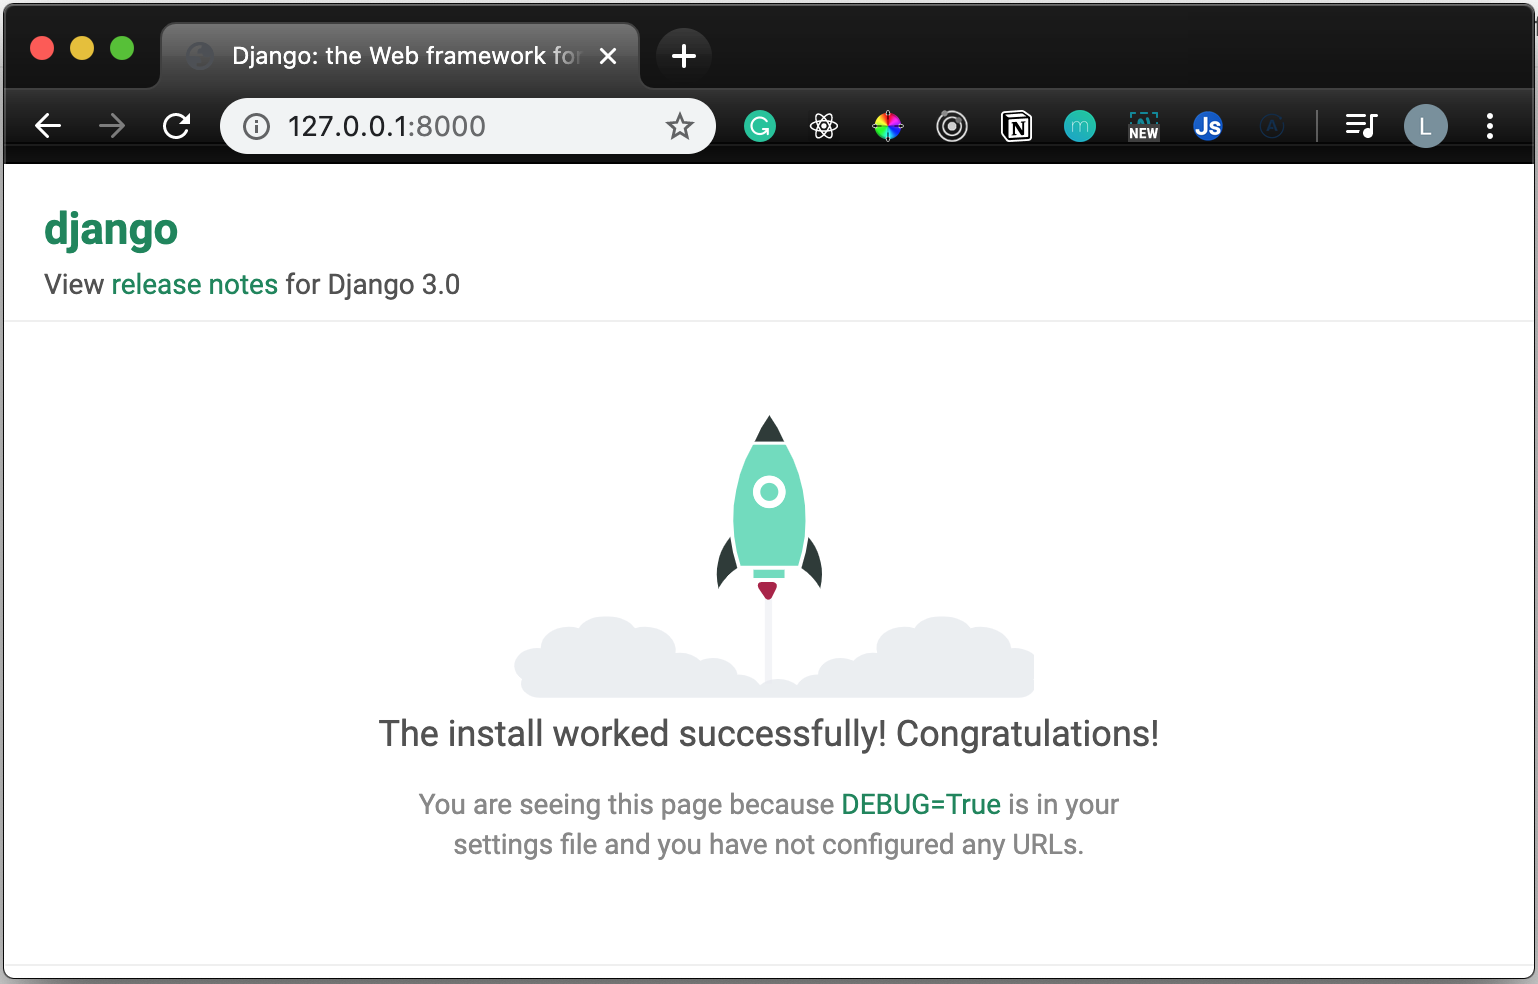 Django: the Web framework for
127.0.0.1:8000
G
N
m
NEW
Js
A
L
django
View release notes for Django 3.0
The install worked successfully! Congratulations!
You are seeing this page because DEBUG=True is in your
settings file and you have not configured any URLs.